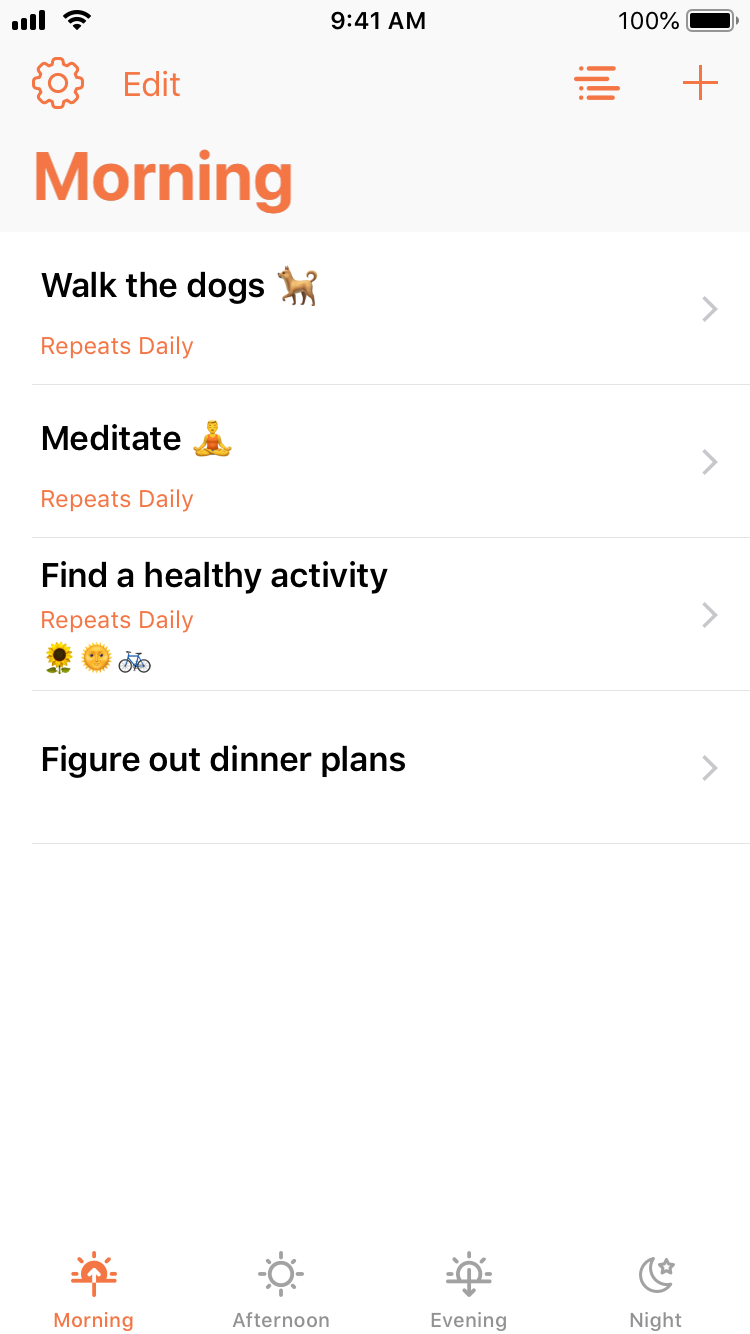 9:41 AM 100%
Edit
Morning
Walk the dogs 🐕
Repeats Daily
Meditate 🧘
Repeats Daily
Find a healthy activity
Repeats Daily
🌻🌞🚲
Figure out dinner plans
Morning Afternoon Evening Night